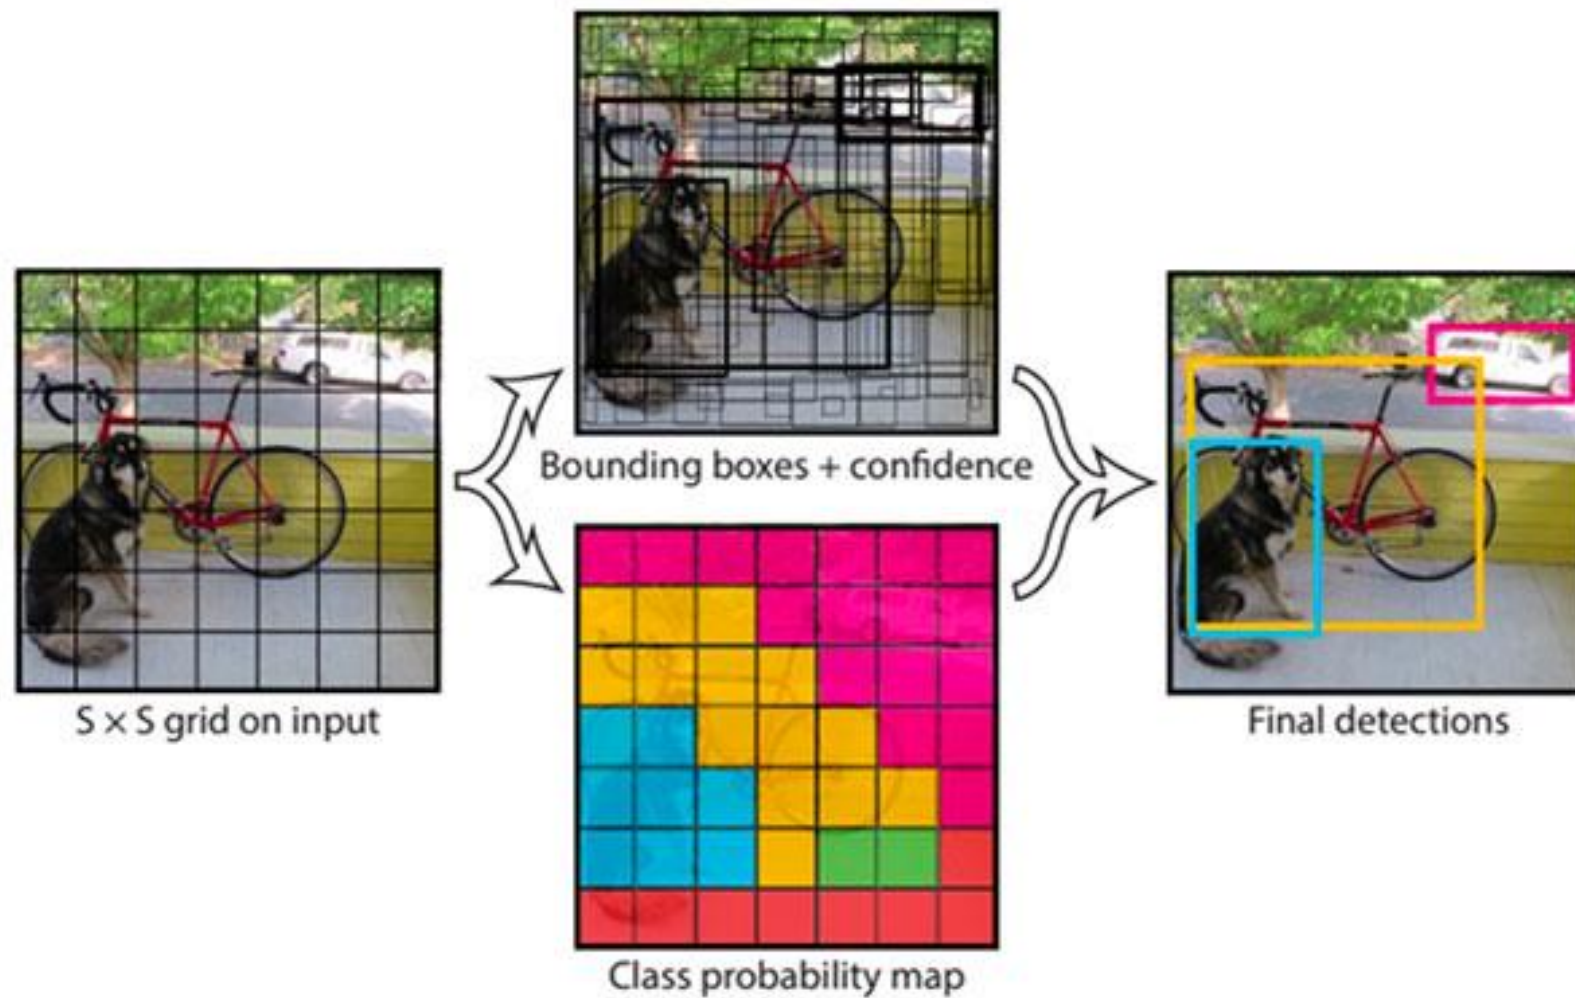 S × S grid on input
Bounding boxes + confidence
Class probability map
Final detections